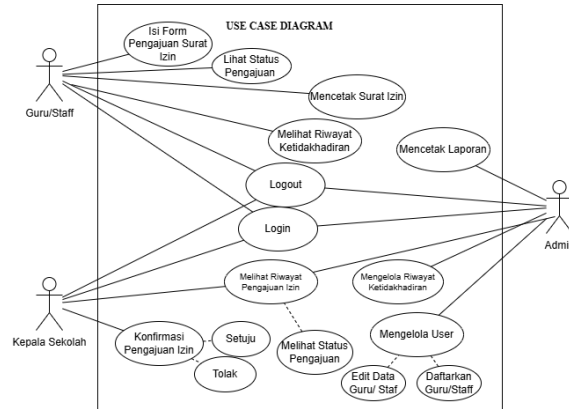 USE CASE DIAGRAM
Isi Form
Pengajuan Surat
Izin
Lihat Status
Pengajuan
Mencetak Surat Izin
Guru/Staff
Melihat Riwayat
Ketidakhadiran
Mencetak Laporan
Logout
Login
Admi
Melihat Riwayat
Pengajuan Izin
Mengelola Riwayat
Ketidakhadiran
Kepala Sekolah
Konfirmasi
Pengajuan Izin
Setuju
Tolak
Melihat Status
Pengajuan
Mengelola User
Edit Data
Guru/ Staf
Daftarkan
Guru/Staff